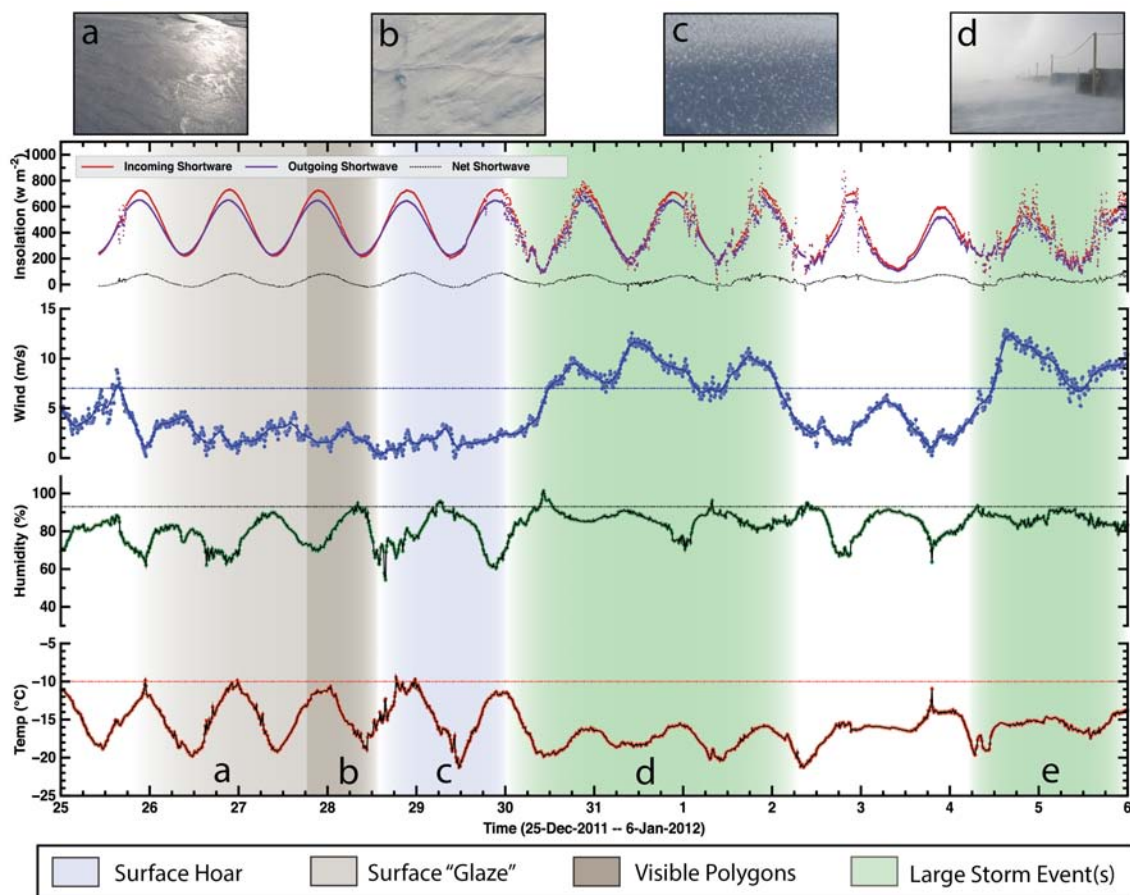 a b c d
Incoming Shortware Outgoing Shortwave Net Shortwave
Insolation (w m-2)
1000
800
600
400
200
0
Wind (m/s)
15
10
5
0
Humidity (%)
100
80
60
40
Temp (°C)
−5
−10
−15
−20
−25
a b c d e
25 26 27 28 29 30 31 1 2 3 4 5 6
Time (25-Dec-2011 -- 6-Jan-2012)
Surface Hoar Surface “Glaze” Visible Polygons Large Storm Event(s)